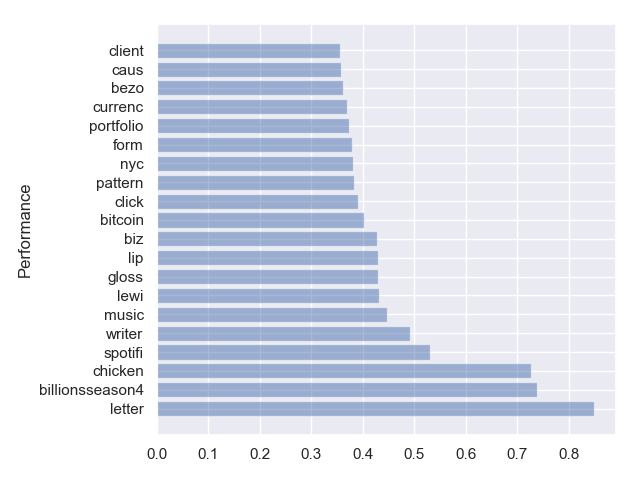 Performance
client
caus
bezo
currenc
portfolio
form
nyc
pattern
click
bitcoin
biz
lip
gloss
lewi
music
writer
spotifi
chicken
billionsseason4
letter
0.0 0.1 0.2 0.3 0.4 0.5 0.6 0.7 0.8